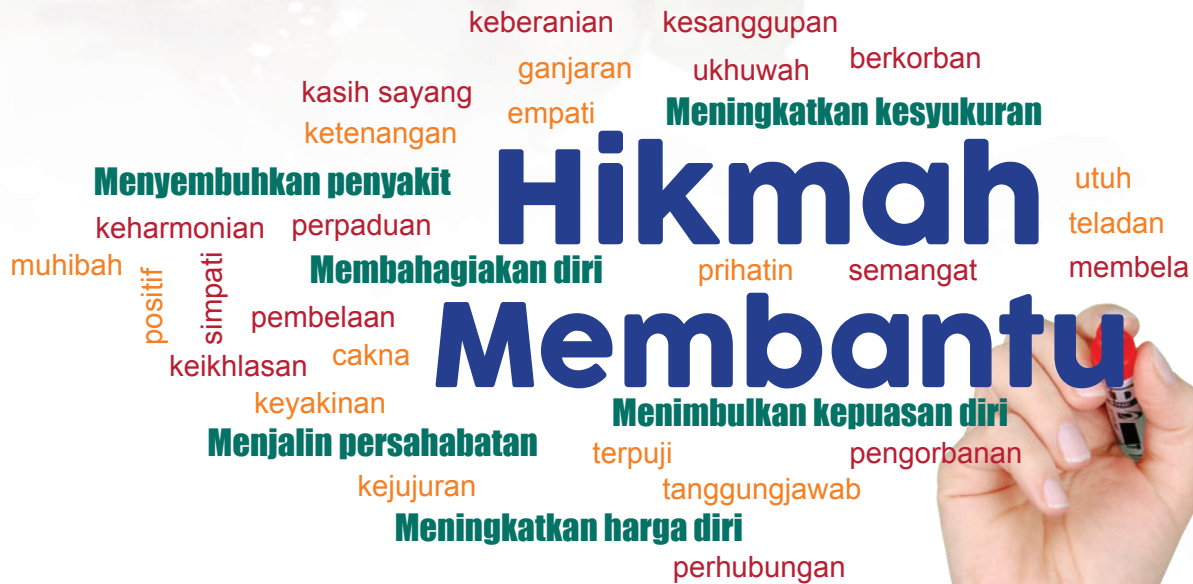 keberanian kesanggupan
ganjaran ukhuwah berkorban
kasih sayang empati Meningkatkan kesyukuran
ketenangan
Menyembuhkan penyakit Hikmah utuh
keharmonian perpaduan teladan
muhibah positif simpati Membahagiakan diri prihatin semangat membela
pembelaan Membantu
keikhlasan cakna
keyakinan Menimbulkan kepuasan diri
Menjalin persahabatan terpuji pengorbanan
kejujuran tanggungjawab
Meningkatkan harga diri
perhubungan